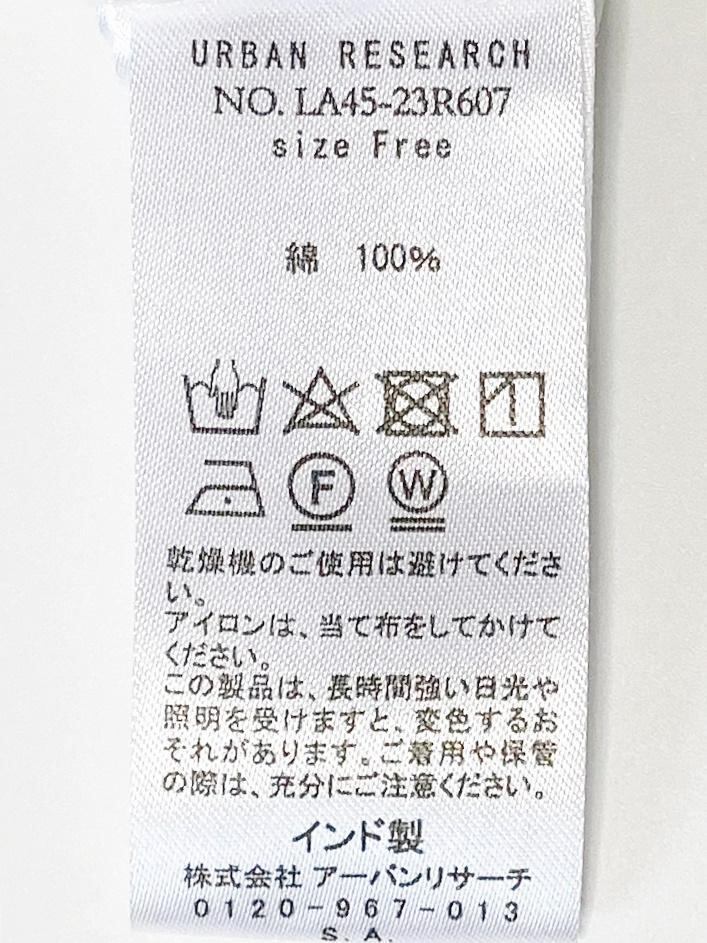 URBAN RESEARCH
NO. LA45-23R607
size Free
綿 100%
F W
乾燥機のご使用は避けてくださ
い。
アイロンは、当て布をしてかけて
ください。
この製品は、長時間強い日光や
照明を受けますと、変色するお
それがあります。ご着用や保管
の際は、充分にご注意ください。
インド製
株式会社 アーバンリサーチ
0120-967-013
S. A.